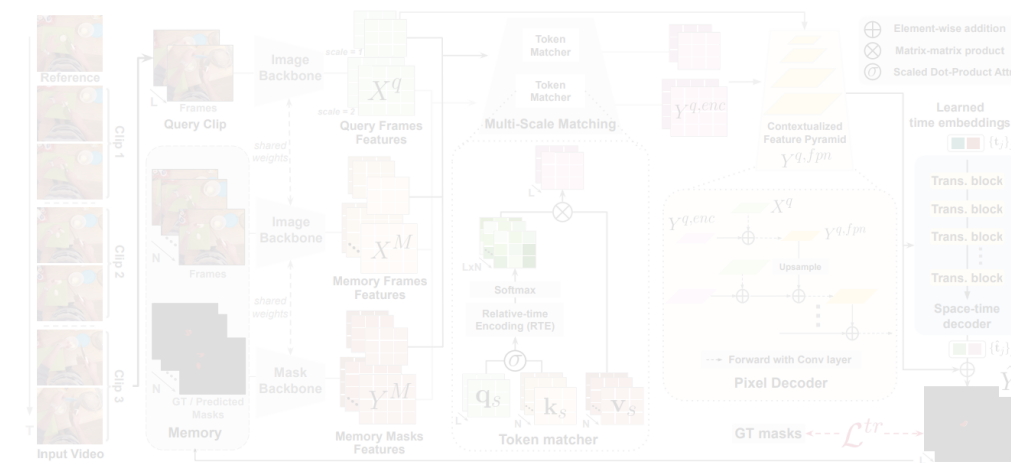 Reference
Clip 1
Clip 2
Clip 3
T
Input Video
L
Frames
Query Clip
N
Frames
N
GT / Predicted
Masks
Memory
Image
Backbone
shared
weights
Image
Backbone
shared
weights
Mask
Backbone
scale = 1
scale = 2
X^q
Query Frames
Features
X^M
Memory Frames
Features
Y^M
Memory Masks
Features
Token
Matcher
Token
Matcher
Multi-Scale Matching
L
LxN
Softmax
Relative-time
Encoding (RTE)
σ
q_s
k_s
v_s
L
N
N
Token matcher
Y^{q,enc}
Contextualized
Feature Pyramid
Y^{q,fpn}
Y^{q,enc}
X^q
Y^{q,fpn}
Upsample
Forward with Conv layer
Pixel Decoder
Element-wise addition
Matrix-matrix product
σ Scaled Dot-Product
Learned
time embeddings
{i_j}
Trans. block
Trans. block
Trans. block
Trans. block
Space-time
decoder
GT masks
L^{tr}
L